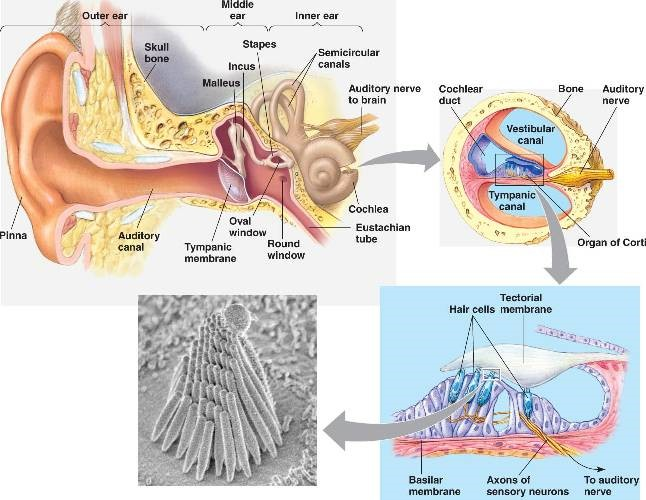 Outer ear
Middle
ear
Inner ear
Skull
bone
Stapes
Incus
Malleus
Semicircular
canals
Auditory nerve
to brain
Cochlea
Eustachian
tube
Round
window
Oval
window
Tympanic
membrane
Auditory
canal
Pinna
Cochlear
duct
Bone
Auditory
nerve
Vestibular
canal
Tympanic
canal
Organ of Corti
Tectorial
membrane
Hair cells
Basilar
membrane
Axons of
sensory neurons
To auditory
nerve